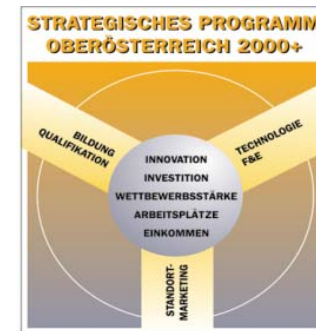 STRATEGISCHES PROGRAMM
OBERÖSTERREICH 2000+
BILDUNG
QUALIFIKATION
TECHNOLOGIE
F&E
INNOVATION
INVESTITION
WETTBEWERBSSTÄRKE
ARBEITSPLÄTZE
EINKOMMEN
STANDORT-
MARKETING